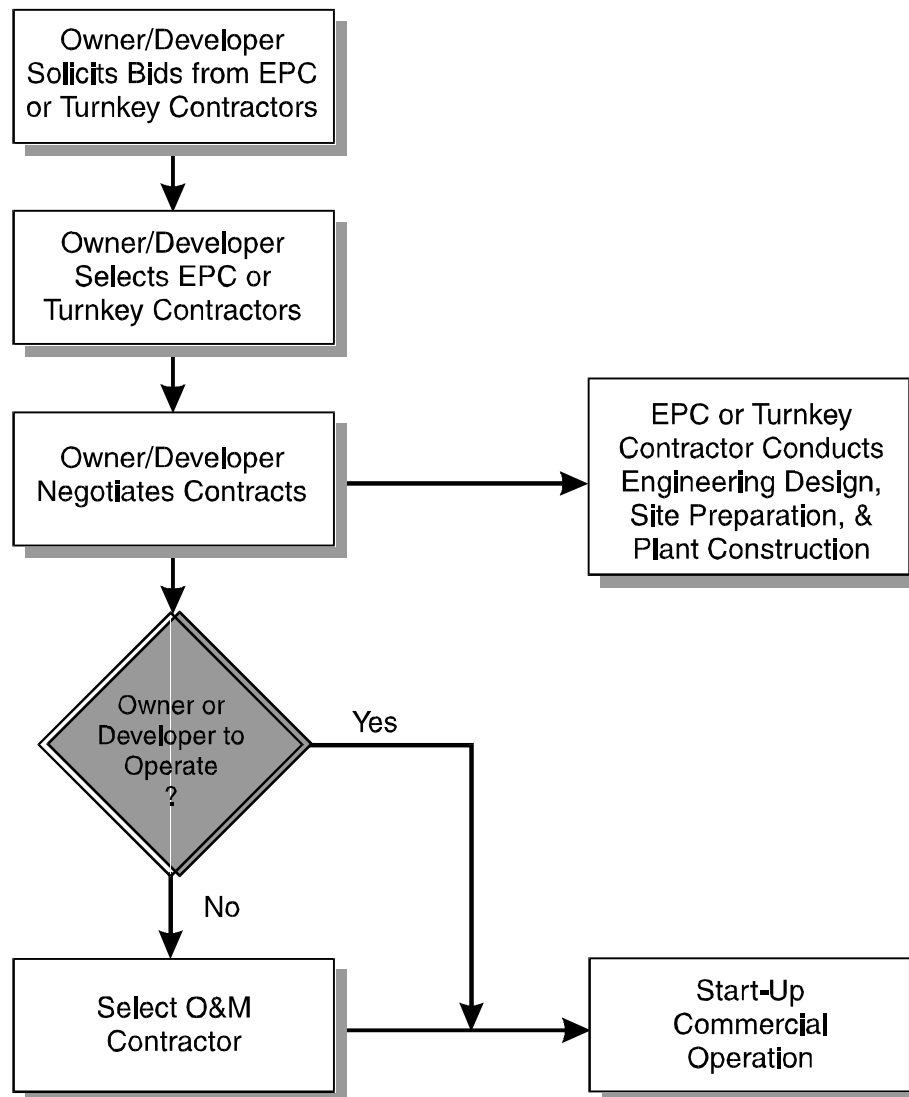 Owner/Developer
Solicits Bids from EPC
or Turnkey Contractors
Owner/Developer
Selects EPC or
Turnkey Contractors
Owner/Developer
Negotiates Contracts
EPC or Turnkey
Contractor Conducts
Engineering Design,
Site Preparation, &
Plant Construction
Owner or
Developer to
Operate
?
Yes
No
Select O&M
Contractor
Start-Up
Commercial
Operation